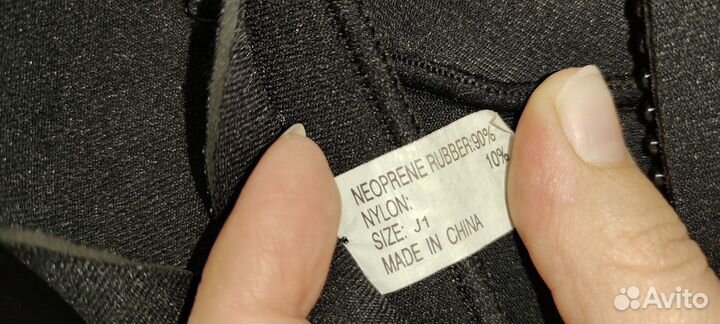 NEOPRENE RUBBER:90%
NYLON: 10%
SIZE: J1
MADE IN CHINA
Avito